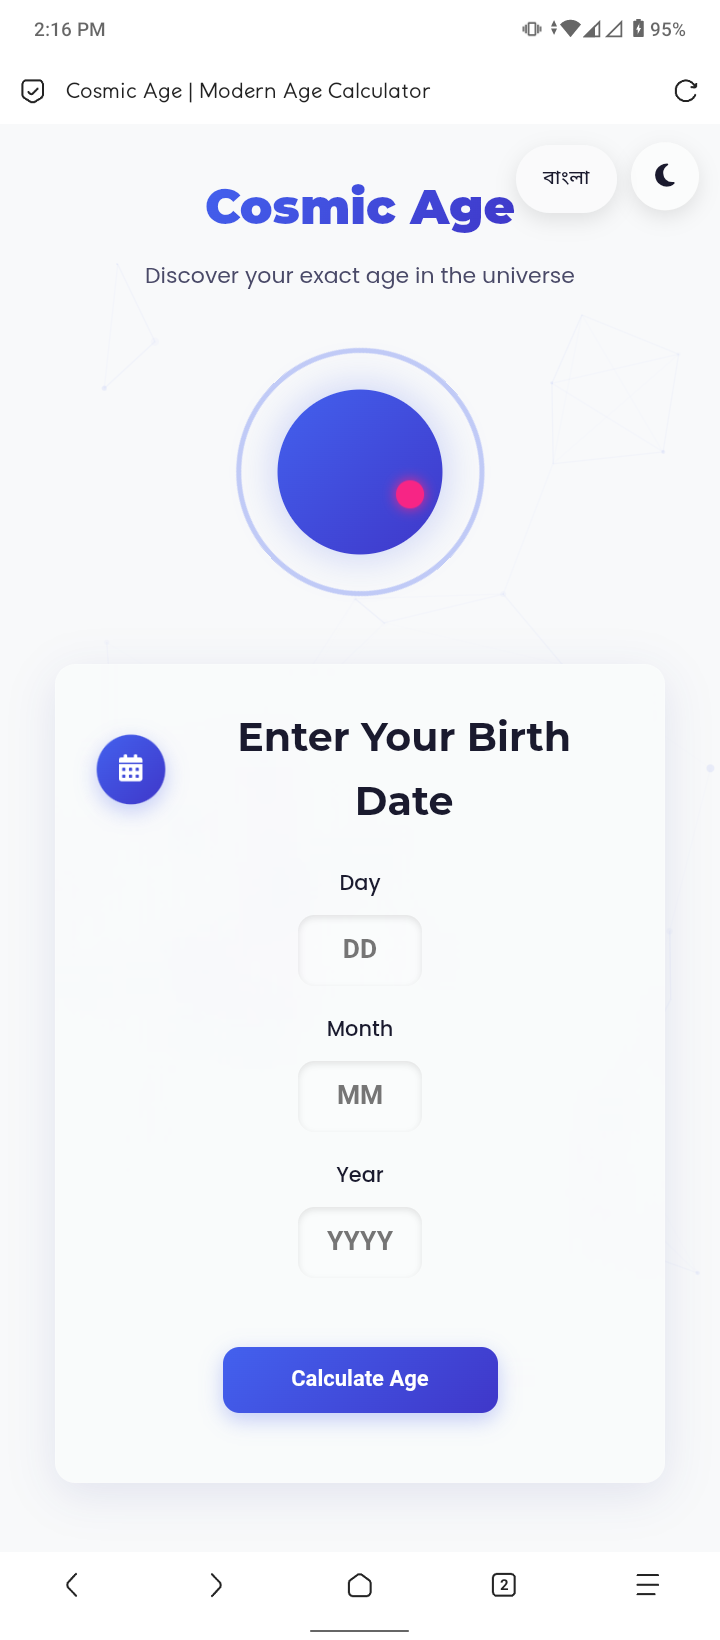 2:16 PM
95%
Cosmic Age | Modern Age Calculator
বাংলা
Cosmic Age
Discover your exact age in the universe
Enter Your Birth
Date
Day
DD
Month
MM
Year
YYYY
Calculate Age
2